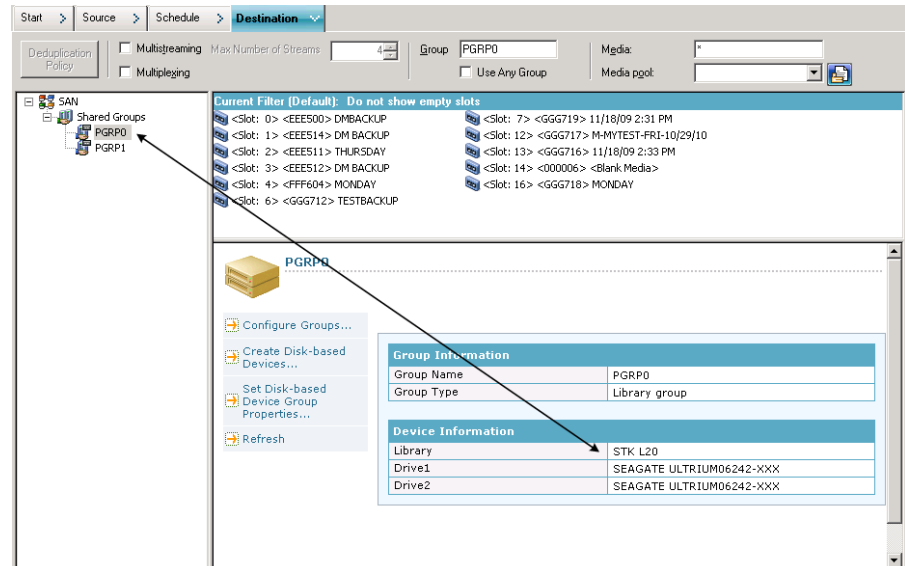 Start > Source > Schedule > Destination
Deduplication Policy
Multistreaming Max Number of Streams 4 Group PGRP0 Media: *
Multiplexing Use Any Group Media pool:
SAN
Shared Groups
PGRP0
PGRP1
Current Filter (Default): Do not show empty slots
<Slot: 0> <EEE500> DMBACKUP
<Slot: 1> <EEE514> DM BACKUP
<Slot: 2> <EEE511> THURSDAY
<Slot: 3> <EEE512> DM BACKUP
<Slot: 4> <FFF604> MONDAY
<Slot: 6> <GGG712> TESTBACKUP
<Slot: 7> <GGG719> 11/18/09 2:31 PM
<Slot: 12> <GGG717> M-MYTEST-FRI-10/29/10
<Slot: 13> <GGG716> 11/18/09 2:33 PM
<Slot: 14> <000006> <Blank Media>
<Slot: 16> <GGG718> MONDAY
PGRP0
Configure Groups...
Create Disk-based
Devices...
Set Disk-based
Device Group
Properties...
Refresh
Group Information
Group Name PGRP0
Group Type Library group
Device Information
Library STK L20
Drive1 SEAGATE ULTRIUM06242-XXX
Drive2 SEAGATE ULTRIUM06242-XXX